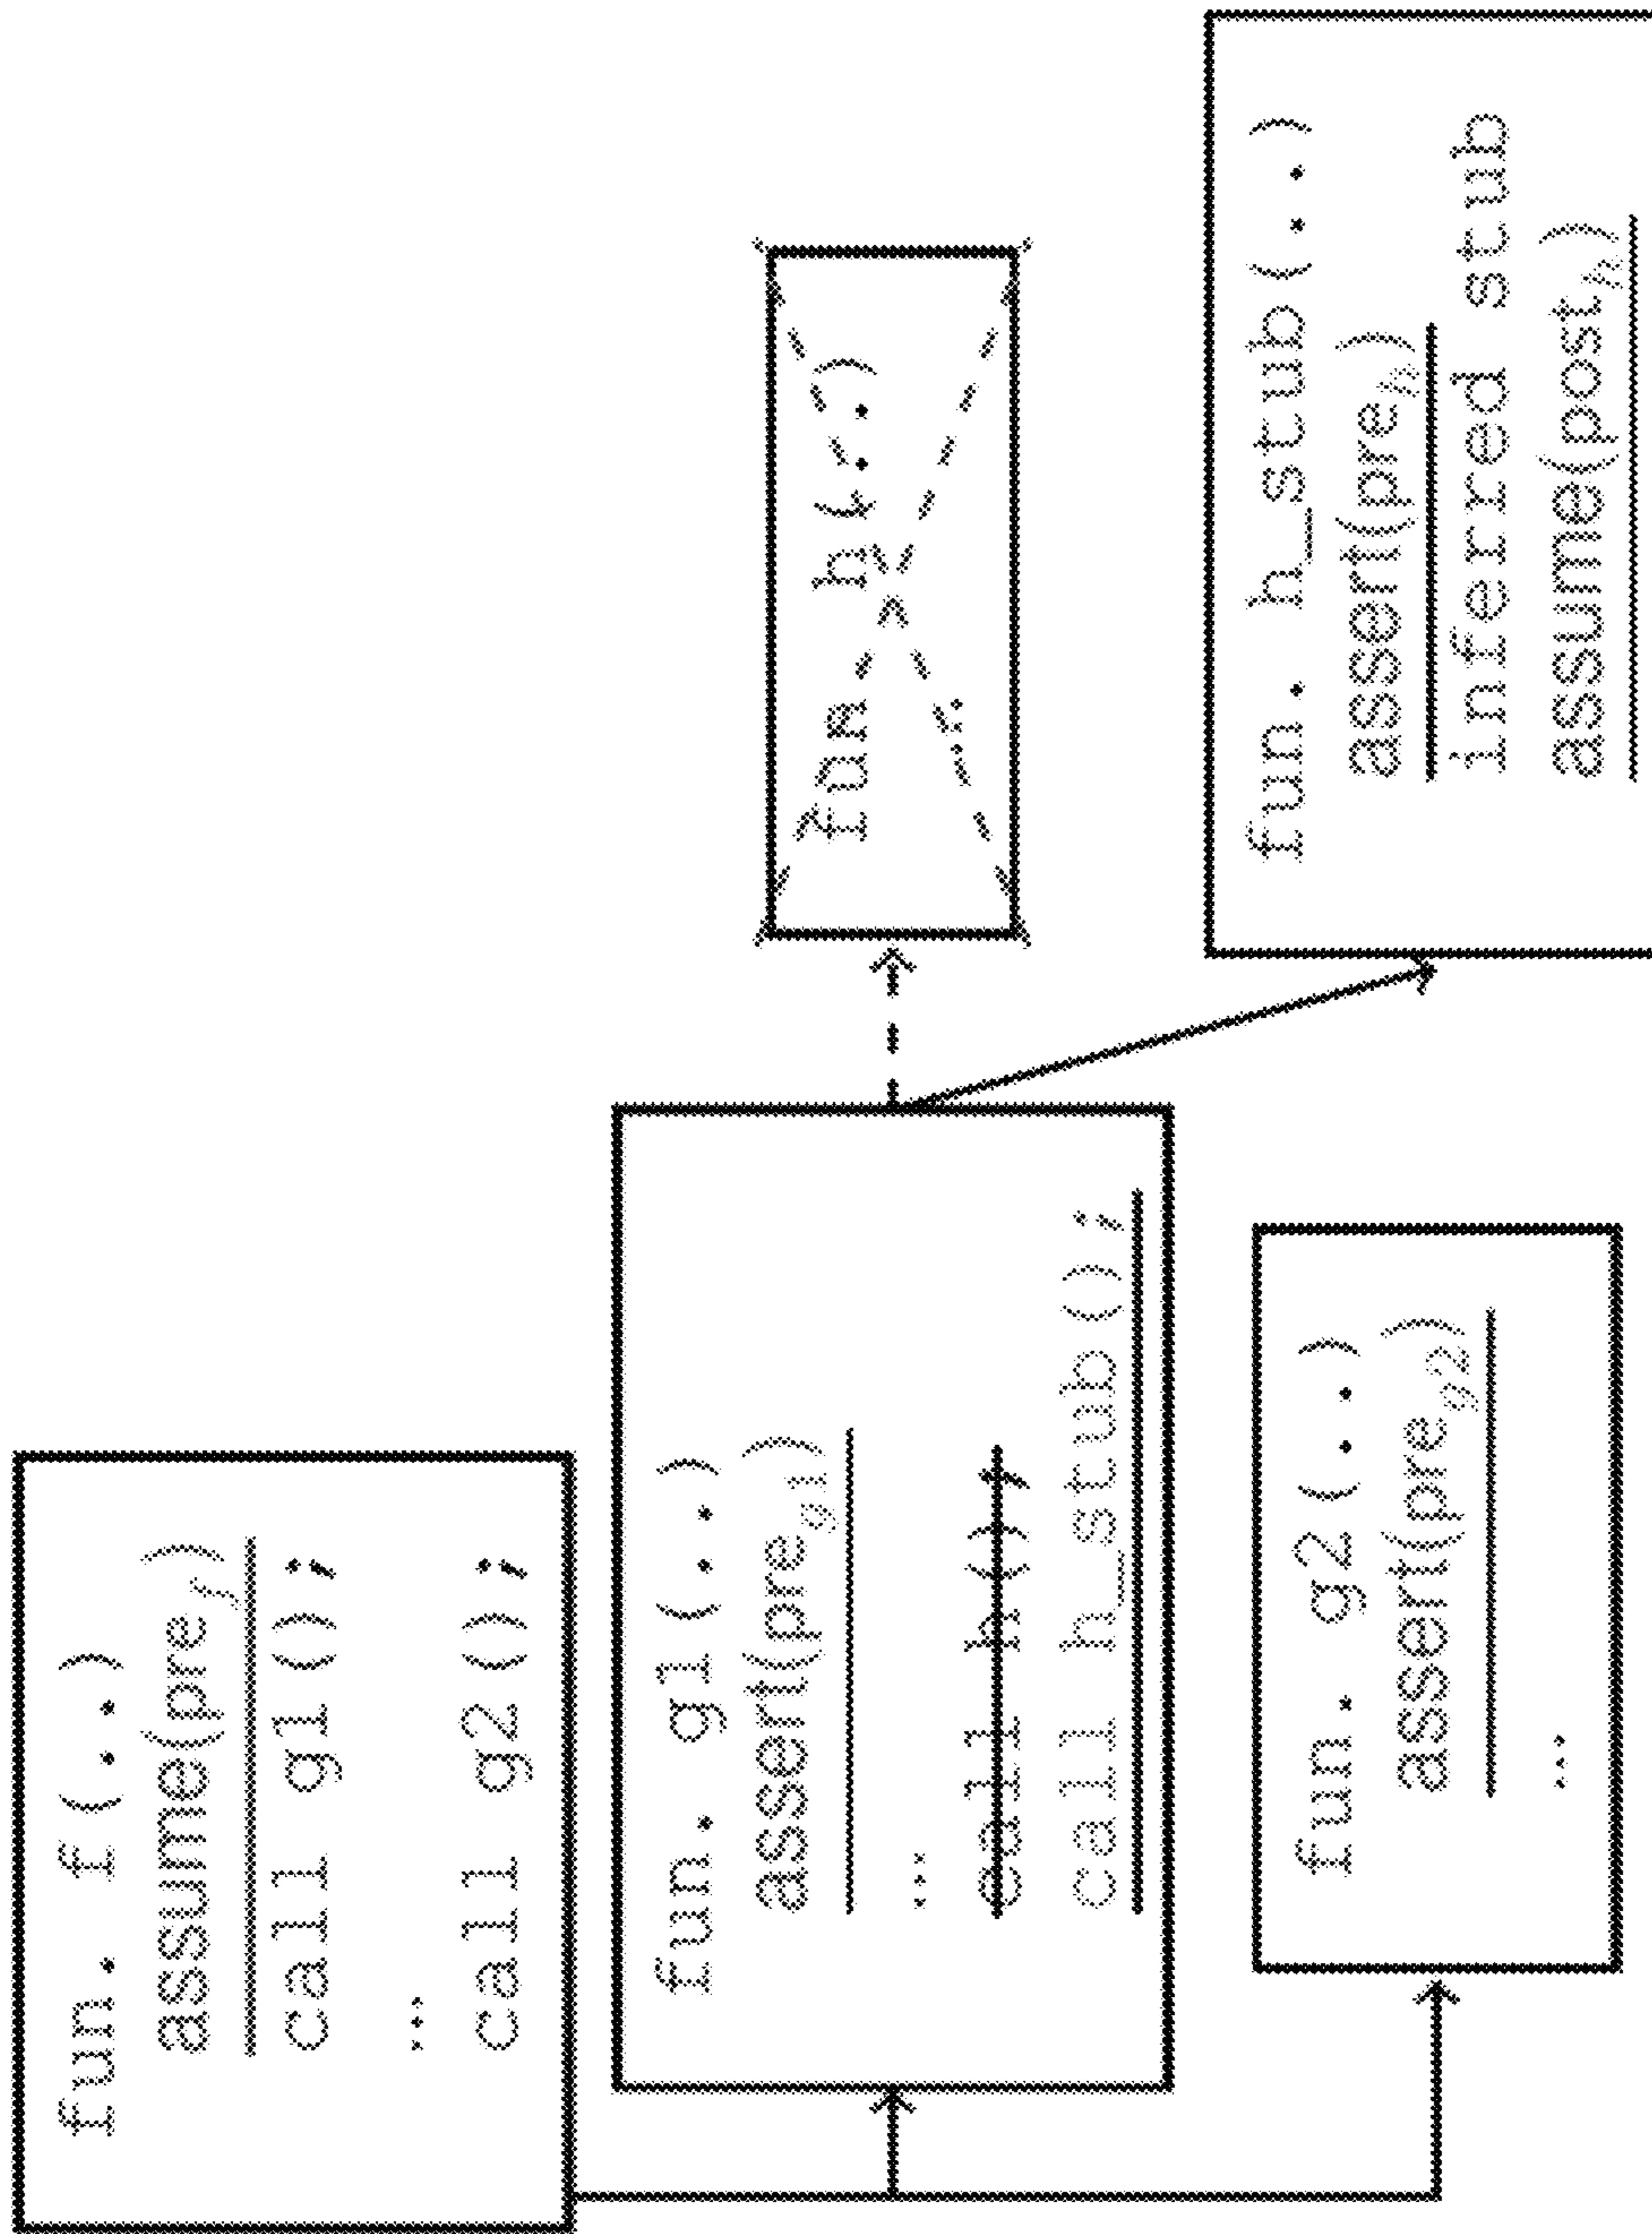 fun. f(..)
assume(pre_f)
call g1();
...
call g2();
fun. g1(..)
assert(pre_g1)
...
call h();
call h_stub();
fun. g2(..)
assert(pre_g2)
...
fun h(..)
...
fun. h_stub(..)
assert(pre_h)
inferred stub
assume(post_h)